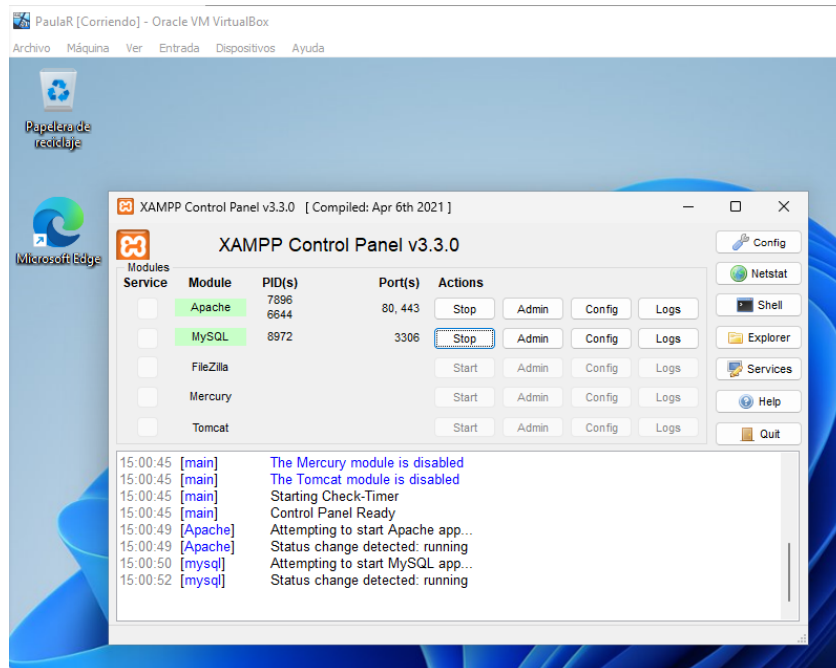 PaulaR [Corriendo] - Oracle VM VirtualBox
Archivo Máquina Ver Entrada Dispositivos Ayuda
Papelera de
reciclaje
Microsoft Edge
XAMPP Control Panel v3.3.0 [ Compiled: Apr 6th 2021 ]
XAMPP Control Panel v3.3.0
Config
Modules
Service Module PID(s) Port(s) Actions
Netstat
Apache 7896 80, 443 Stop Admin Config Logs
6644
Shell
MySQL 8972 3306 Stop Admin Config Logs
Explorer
FileZilla Start Admin Config Logs
Services
Mercury Start Admin Config Logs
Help
Tomcat Start Admin Config Logs
Quit
15:00:45 [main] The Mercury module is disabled
15:00:45 [main] The Tomcat module is disabled
15:00:45 [main] Starting Check-Timer
15:00:45 [main] Control Panel Ready
15:00:49 [Apache] Attempting to start Apache app...
15:00:49 [Apache] Status change detected: running
15:00:50 [mysql] Attempting to start MySQL app...
15:00:52 [mysql] Status change detected: running